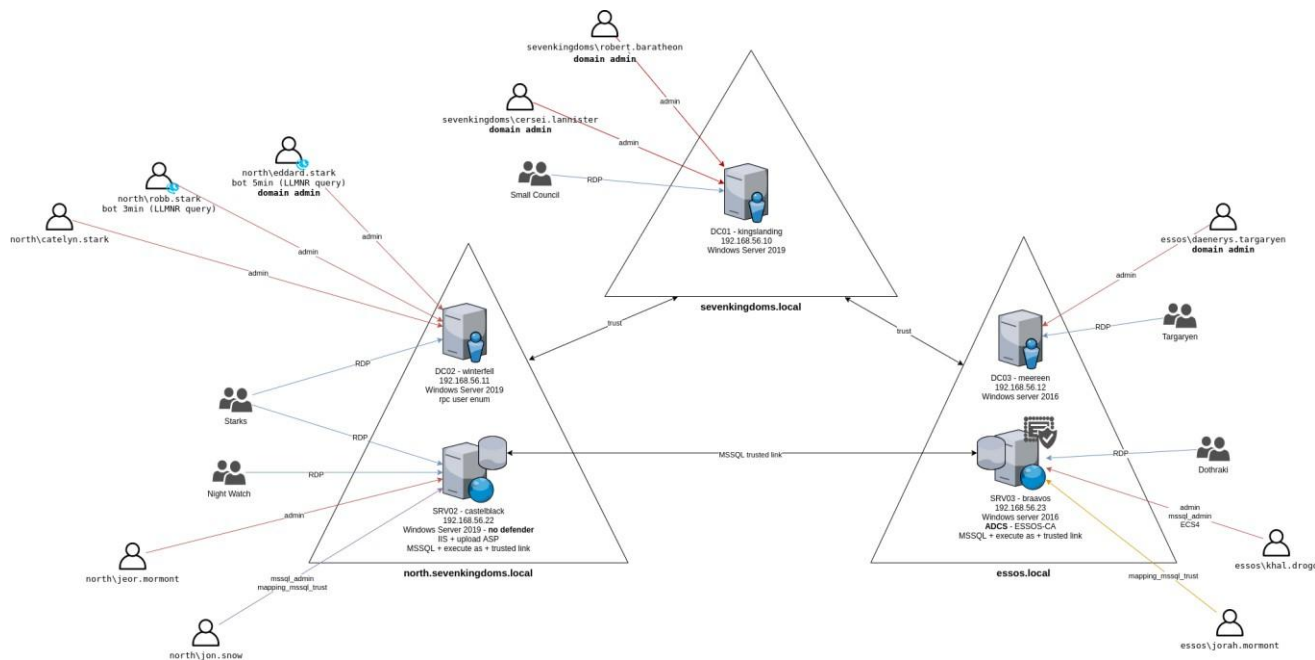 sevenkingdoms\robert.baratheon
domain admin
admin
sevenkingdoms\cersei.lannister
domain admin
admin
Small Council
RDP
DC01 - kingslanding
192.168.56.10
Windows Server 2019
sevenkingdoms.local
north\eddard.stark
bot 5min (LLMNR query)
domain admin
admin
north\robb.stark
bot 3min (LLMNR query)
admin
north\catelyn.stark
admin
trust
trust
DC02 - winterfell
192.168.56.11
Windows Server 2019
rpc user enum
RDP
Starks
RDP
Night Watch
RDP
admin
SRV02 - castelblack
192.168.56.22
Windows Server 2019 - no defender
IIS + upload ASP
MSSQL + execute as + trusted link
north.sevenkingdoms.local
north\jeor.mormont
mssql_admin
mapping_mssql_trust
north\jon.snow
MSSQL trusted link
essos\daenerys.targaryen
domain admin
admin
RDP
Targaryen
DC03 - meereen
192.168.56.12
Windows server 2016
RDP
Dothraki
SRV03 - braavos
192.168.56.23
Windows server 2016
ADCS - ESSOS-CA
MSSQL + execute as + trusted link
essos.local
admin
mssql_admin
ECS4
essos\khal.drogo
mapping_mssql_trust
essos\jorah.mormont